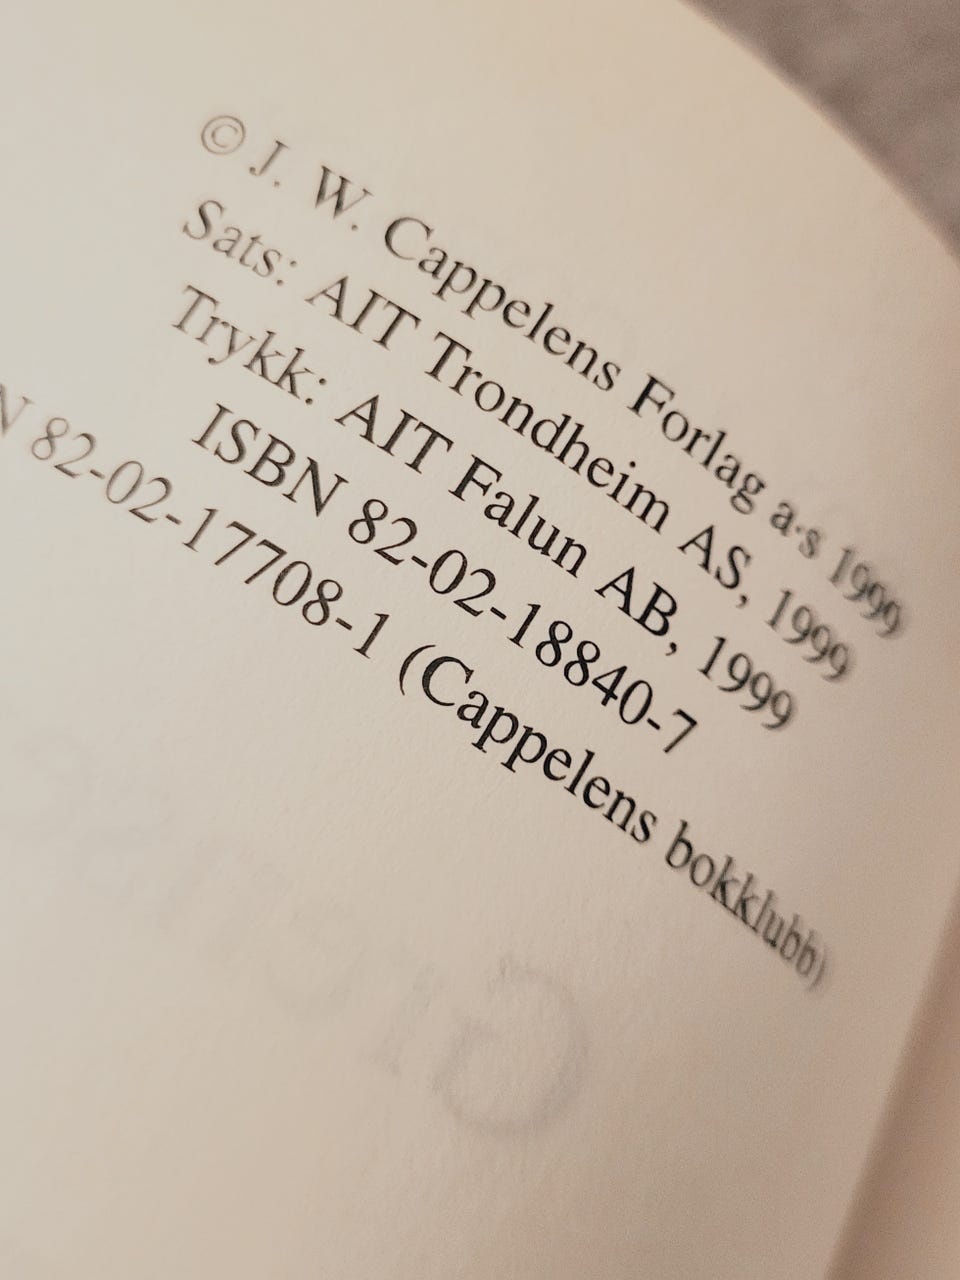 © J. W. Cappelens Forlag a·s 1999
Sats: AIT Trondheim AS, 1999
Trykk: AIT Falun AB, 1999
ISBN 82-02-18840-7
N 82-02-17708-1 (Cappelens bokklubb)